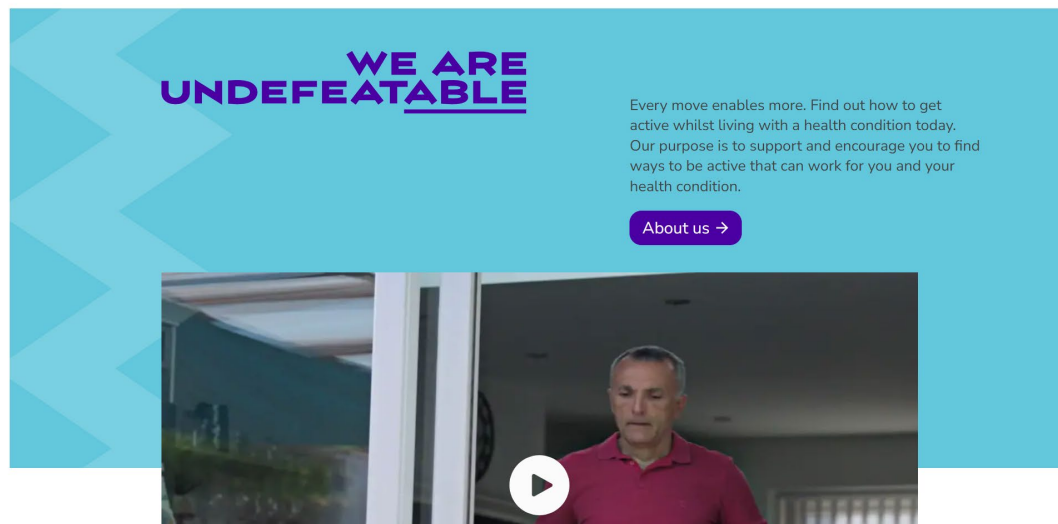 WE ARE
UNDEFEATABLE
Every move enables more. Find out how to get
active whilst living with a health condition today.
Our purpose is to support and encourage you to find
ways to be active that can work for you and your
health condition.
About us →